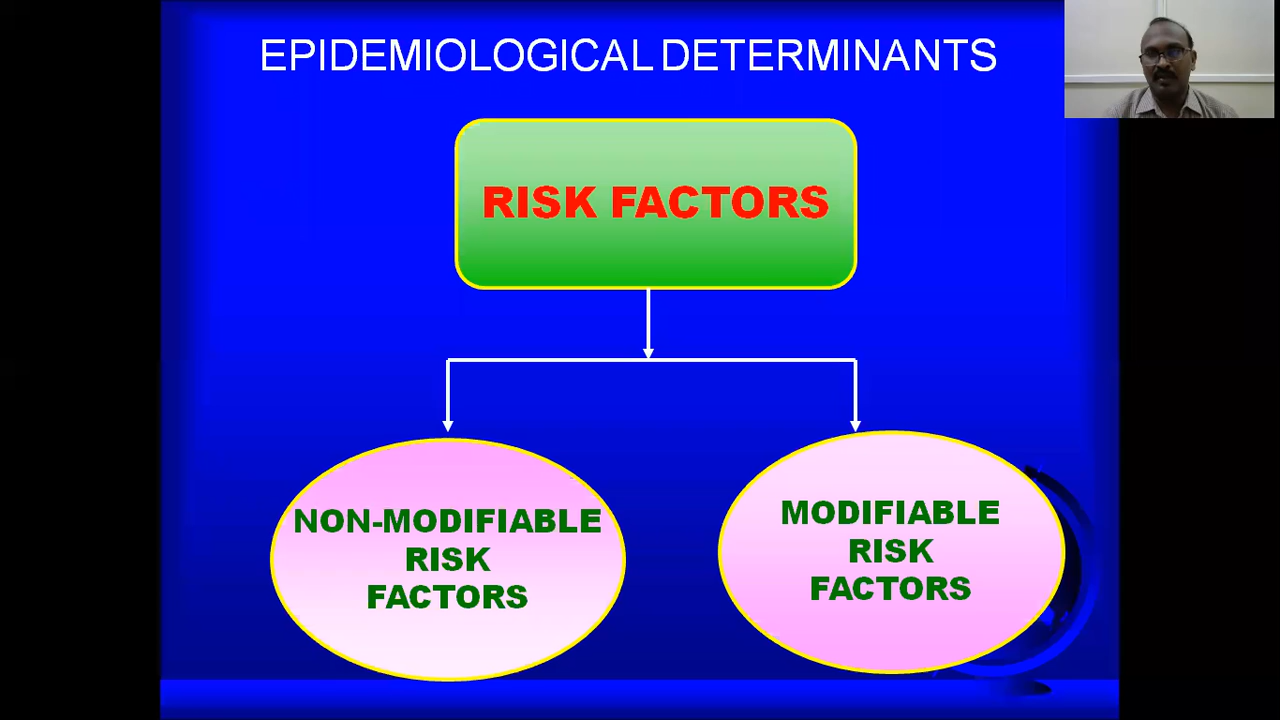 EPIDEMIOLOGICAL DETERMINANTS
RISK FACTORS
NON-MODIFIABLE
RISK
FACTORS
MODIFIABLE
RISK
FACTORS